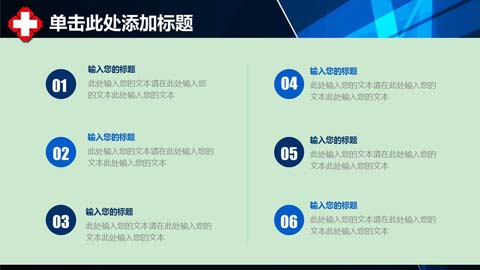 单击此处添加标题
01
输入您的标题
此处输入您的文本请在此处输入您
的文本此处输入您的文本
02
输入您的标题
此处输入您的文本请在此处输入您的
文本此处输入您的文本
03
输入您的标题
此处输入您的文本请在此处输入您的
文本此处输入您的文本
04
输入您的标题
此处输入您的文本请在此处输入您的
文本此处输入您的文本
05
输入您的标题
此处输入您的文本请在此处输入您的
文本此处输入您的文本
06
输入您的标题
此处输入您的文本请在此处输入您的
文本此处输入您的文本